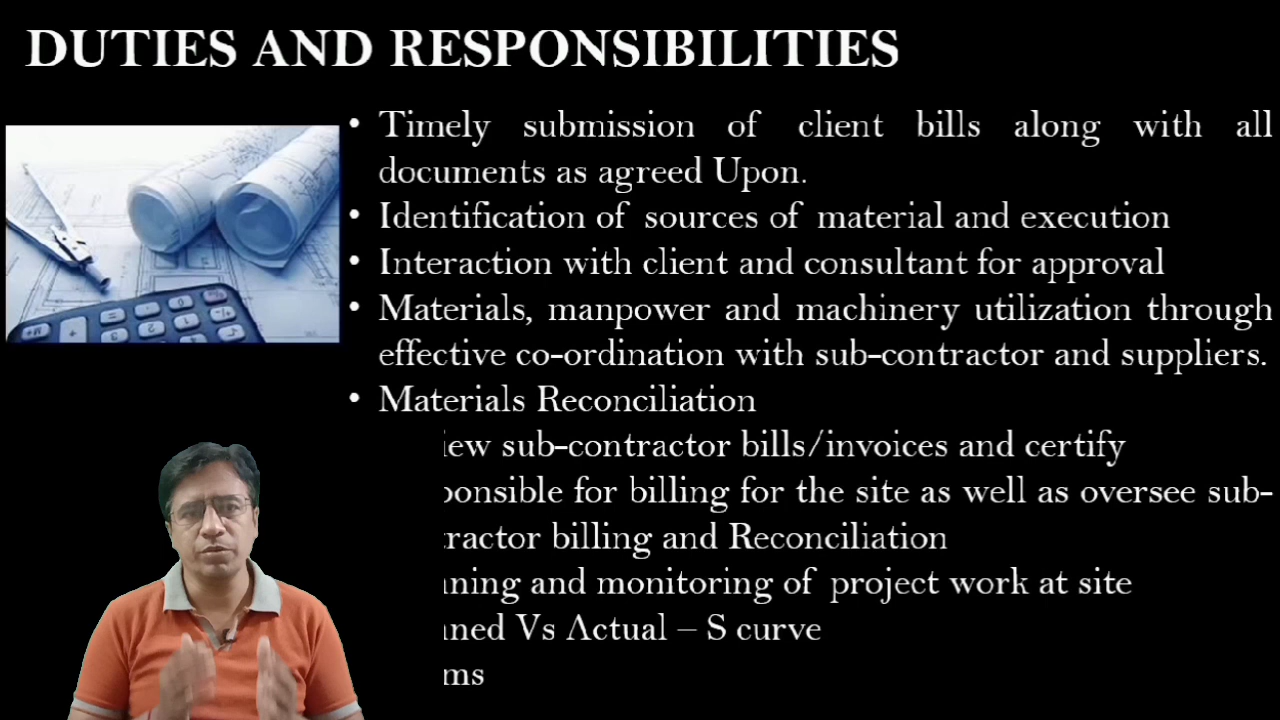 DUTIES AND RESPONSIBILITIES
• Timely submission of client bills along with all
documents as agreed Upon.
• Identification of sources of material and execution
• Interaction with client and consultant for approval
• Materials, manpower and machinery utilization through
effective co-ordination with sub-contractor and suppliers.
• Materials Reconciliation
iew sub-contractor bills/invoices and certify
ponsible for billing for the site as well as oversee sub-
tractor billing and Reconciliation
nning and monitoring of project work at site
nned Vs Actual – S curve
ms